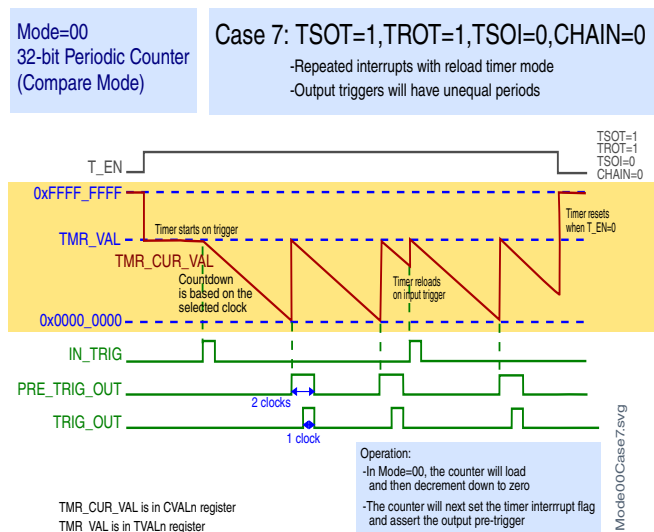 Mode=00
32-bit Periodic Counter
(Compare Mode)
Case 7: TSOT=1,TROT=1,TSOI=0,CHAIN=0
-Repeated interrupts with reload timer mode
-Output triggers will have unequal periods
TSOT=1
TROT=1
TSOI=0
CHAIN=0
T_EN
0xFFFF_FFFF
Timer resets
when T_EN=0
Timer starts on trigger
TMR_VAL
TMR_CUR_VAL
Countdown
is based on the
selected clock
Timer reloads
on input trigger
0x0000_0000
IN_TRIG
PRE_TRIG_OUT
2 clocks
TRIG_OUT
1 clock
Operation:
-In Mode=00, the counter will load
and then decrement down to zero
-The counter will next set the timer interrrupt flag
and assert the output pre-trigger
TMR_CUR_VAL is in CVALn register
TMR_VAL is in TVALn register
Mode00Case7.svg